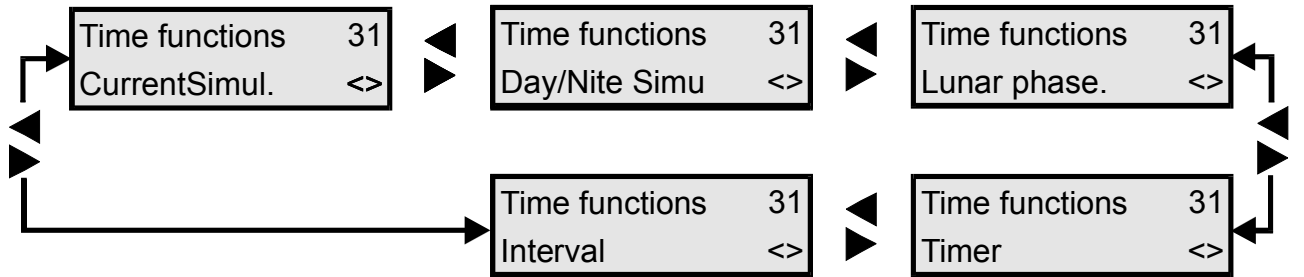 Time functions 31
CurrentSimul. <>
Time functions 31
Day/Nite Simu <>
Time functions 31
Lunar phase. <>
Time functions 31
Interval <>
Time functions 31
Timer <>